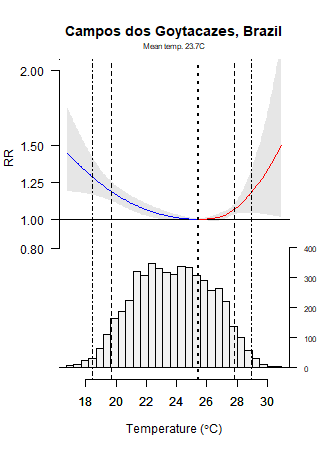 Campos dos Goytacazes, Brazil
Mean temp. 23.7C
2.00
1.50
1.25
1.00
0.80
RR
400
300
200
100
0
18 20 22 24 26 28 30
Temperature (°C)